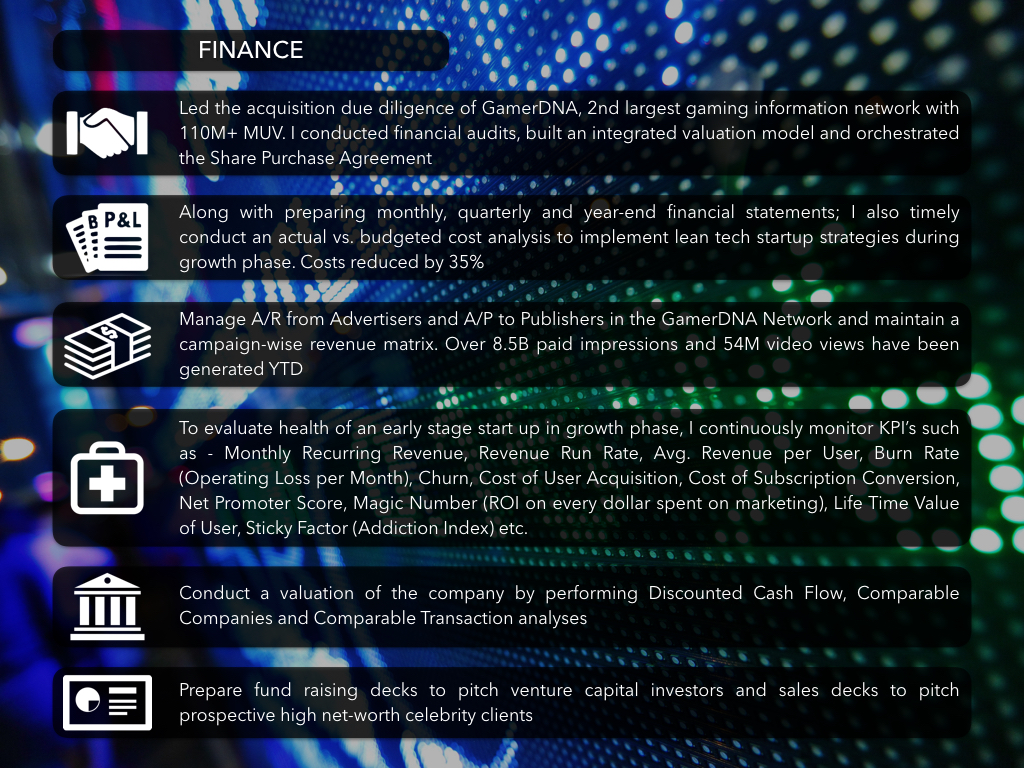 FINANCE
Led the acquisition due diligence of GamerDNA, 2nd largest gaming information network with
110M+ MUV. I conducted financial audits, built an integrated valuation model and orchestrated
the Share Purchase Agreement
B P&L
Along with preparing monthly, quarterly and year-end financial statements; I also timely
conduct an actual vs. budgeted cost analysis to implement lean tech startup strategies during
growth phase. Costs reduced by 35%
$
Manage A/R from Advertisers and A/P to Publishers in the GamerDNA Network and maintain a
campaign-wise revenue matrix. Over 8.5B paid impressions and 54M video views have been
generated YTD
To evaluate health of an early stage start up in growth phase, I continuously monitor KPI's such
as - Monthly Recurring Revenue, Revenue Run Rate, Avg. Revenue per User, Burn Rate
(Operating Loss per Month), Churn, Cost of User Acquisition, Cost of Subscription Conversion,
Net Promoter Score, Magic Number (ROI on every dollar spent on marketing), Life Time Value
of User, Sticky Factor (Addiction Index) etc.
Conduct a valuation of the company by performing Discounted Cash Flow, Comparable
Companies and Comparable Transaction analyses
Prepare fund raising decks to pitch venture capital investors and sales decks to pitch
prospective high net-worth celebrity clients